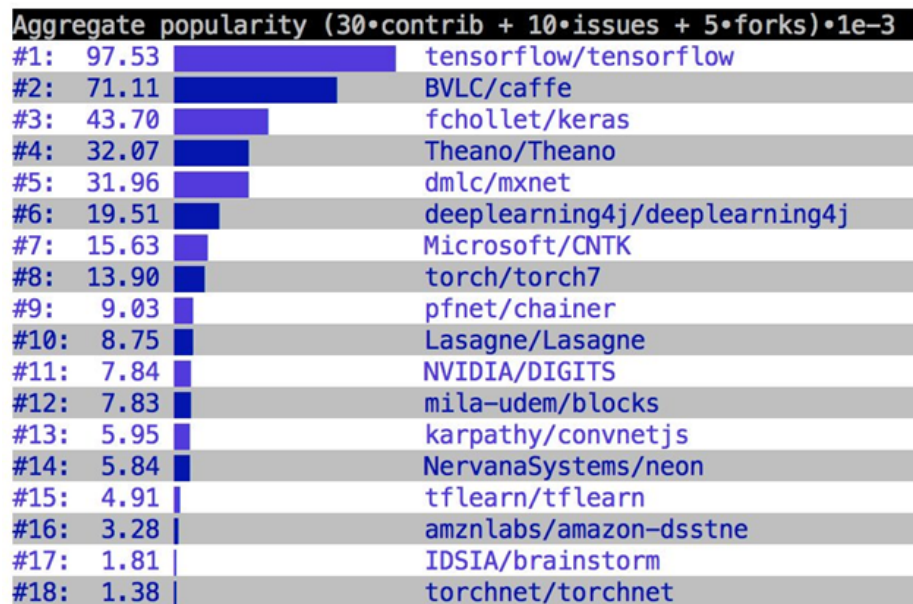 Aggregate popularity (30•contrib + 10•issues + 5•forks)•1e-3
#1: 97.53 tensorflow/tensorflow
#2: 71.11 BVLC/caffe
#3: 43.70 fchollet/keras
#4: 32.07 Theano/Theano
#5: 31.96 dmlc/mxnet
#6: 19.51 deeplearning4j/deeplearning4j
#7: 15.63 Microsoft/CNTK
#8: 13.90 torch/torch7
#9: 9.03 pfnet/chainer
#10: 8.75 Lasagne/Lasagne
#11: 7.84 NVIDIA/DIGITS
#12: 7.83 mila-udem/blocks
#13: 5.95 karpathy/convnetjs
#14: 5.84 NervanaSystems/neon
#15: 4.91 tflearn/tflearn
#16: 3.28 amznlabs/amazon-dsstne
#17: 1.81 IDSIA/brainstorm
#18: 1.38 torchnet/torchnet